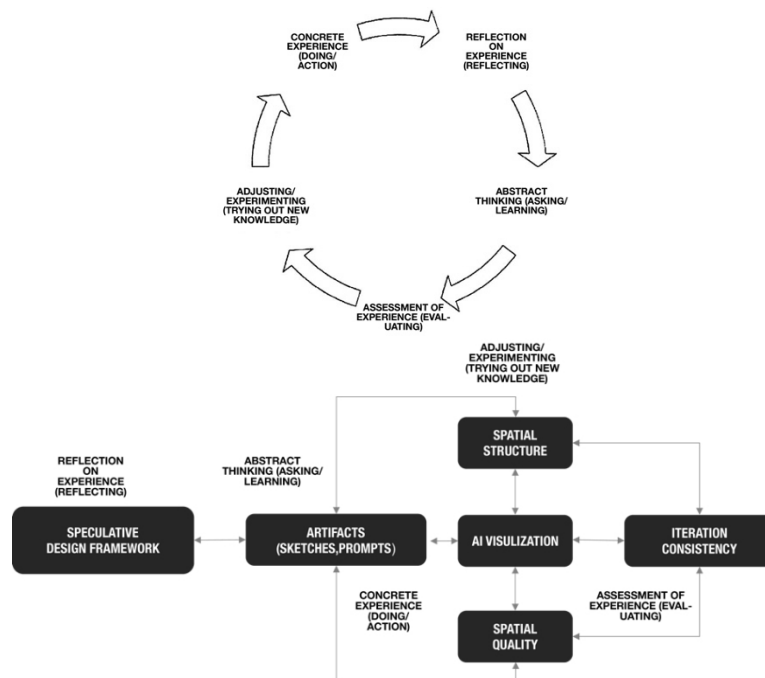 CONCRETE
EXPERIENCE
(DOING/
ACTION)
REFLECTION
ON
EXPERIENCE
(REFLECTING)
ADJUSTING/
EXPERIMENTING
(TRYING OUT NEW
KNOWLEDGE)
ABSTRACT
THINKING (ASKING/
LEARNING)
ASSESSMENT OF
EXPERIENCE (EVAL-
UATING)
ADJUSTING/
EXPERIMENTING
(TRYING OUT NEW
KNOWLEDGE)
SPATIAL
STRUCTURE
REFLECTION
ON
EXPERIENCE
(REFLECTING)
ABSTRACT
THINKING (ASKING/
LEARNING)
SPECULATIVE
DESIGN FRAMEWORK
ARTIFACTS
(SKETCHES,PROMPTS)
AI VISULIZATION
ITERATION
CONSISTENCY
CONCRETE
EXPERIENCE
(DOING/
ACTION)
ASSESSMENT OF
EXPERIENCE (EVAL-
UATING)
SPATIAL
QUALITY